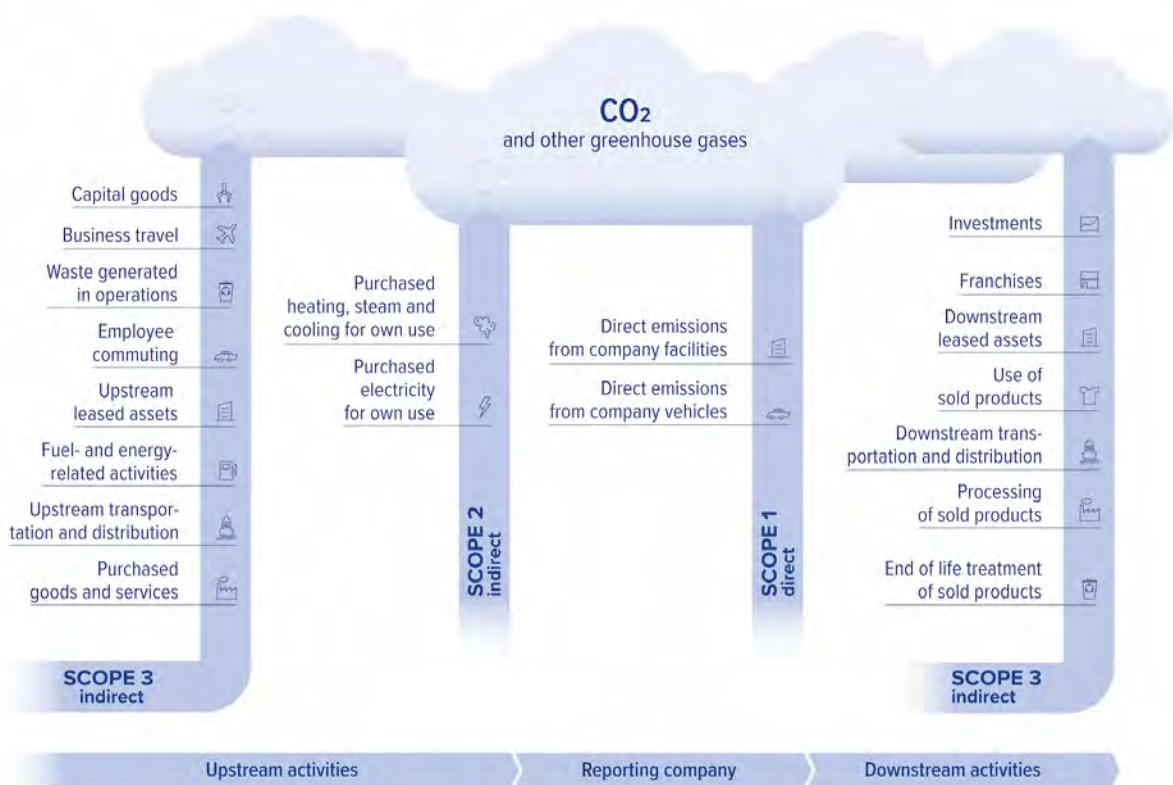 CO₂
and other greenhouse gases
Capital goods
Business travel
Waste generated
in operations
Employee
commuting
Upstream
leased assets
Fuel- and energy-
related activities
Upstream transpor-
tation and distribution
Purchased
goods and services
SCOPE 3
indirect
Purchased
heating, steam and
cooling for own use
Purchased
electricity
for own use
SCOPE 2
indirect
Direct emissions
from company facilities
Direct emissions
from company vehicles
SCOPE 1
direct
Investments
Franchises
Downstream
leased assets
Use of
sold products
Downstream trans-
portation and distribution
Processing
of sold products
End of life treatment
of sold products
SCOPE 3
indirect
Upstream activities
Reporting company
Downstream activities